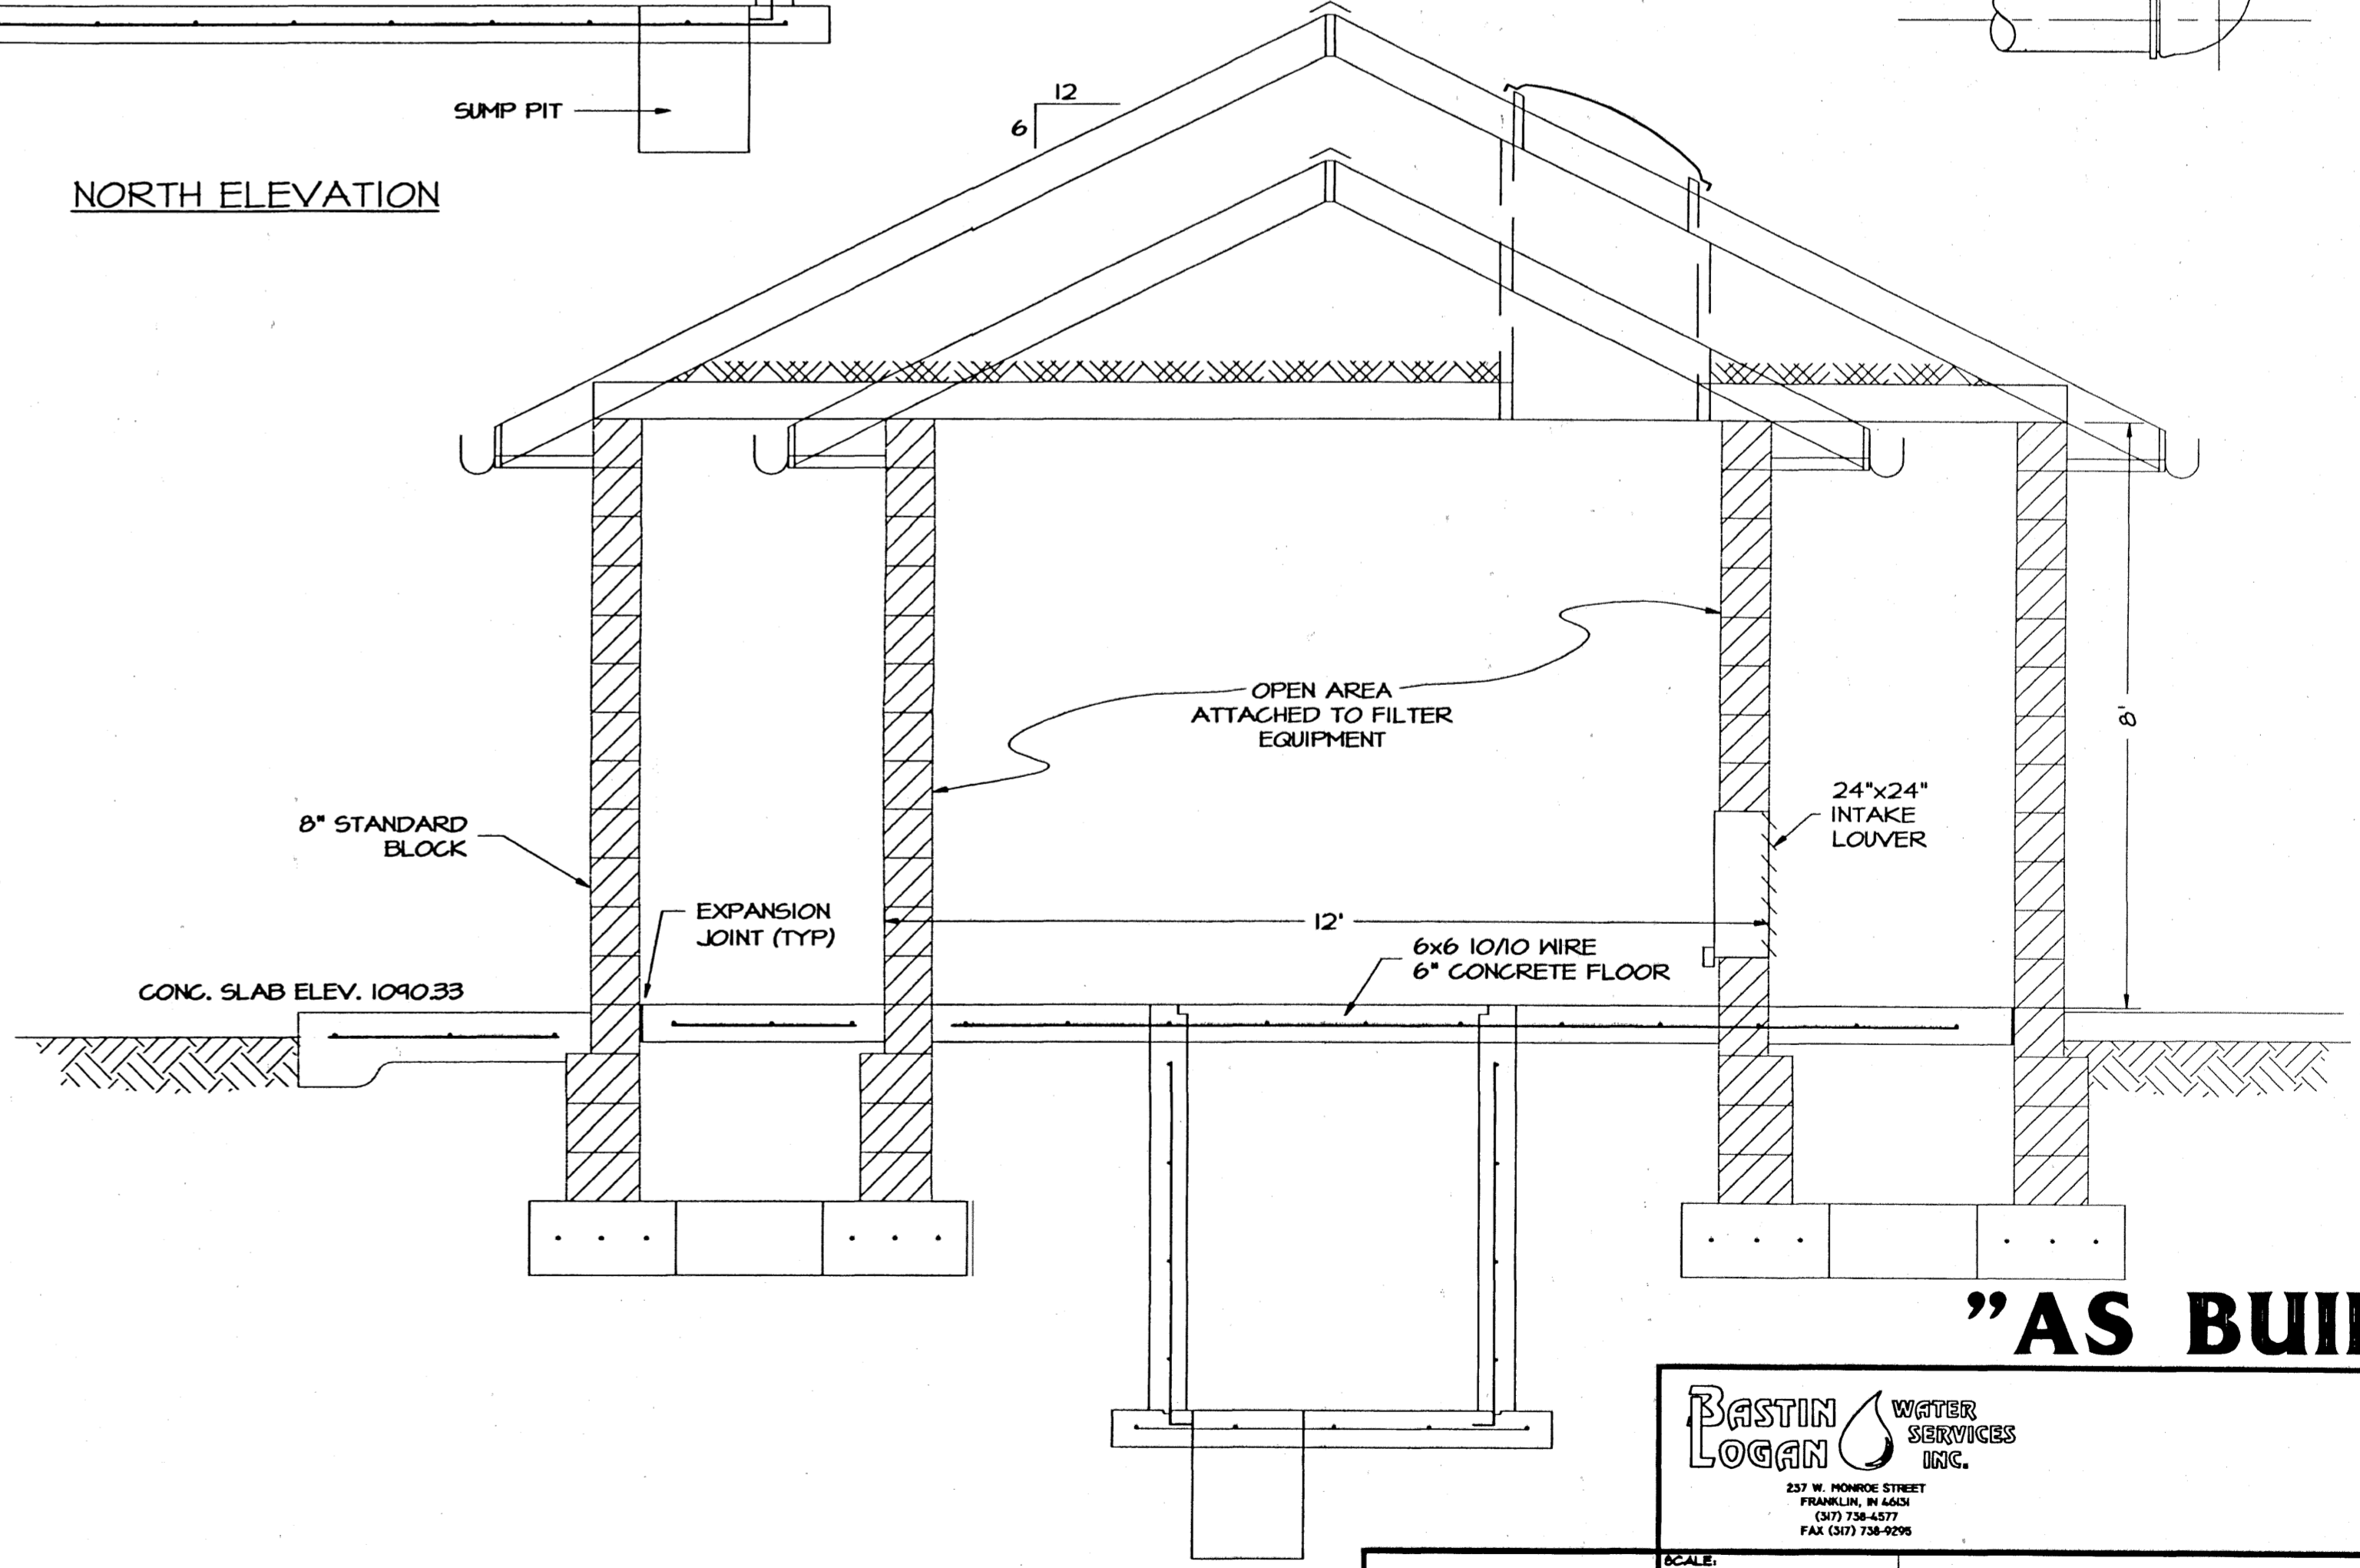 SUMP PIT
NORTH ELEVATION
12
6
OPEN AREA
ATTACHED TO FILTER
EQUIPMENT
8'
24"x24"
INTAKE
LOUVER
8" STANDARD
BLOCK
EXPANSION
JOINT (TYP)
12'
6x6 10/10 WIRE
6" CONCRETE FLOOR
CONC. SLAB ELEV. 1090.33
"AS BUI
BASTIN
LOGAN
WATER
SERVICES
INC.
237 W. MONROE STREET
FRANKLIN, IN 46131
(317) 738-4577
FAX (317) 738-9295
SCALE: